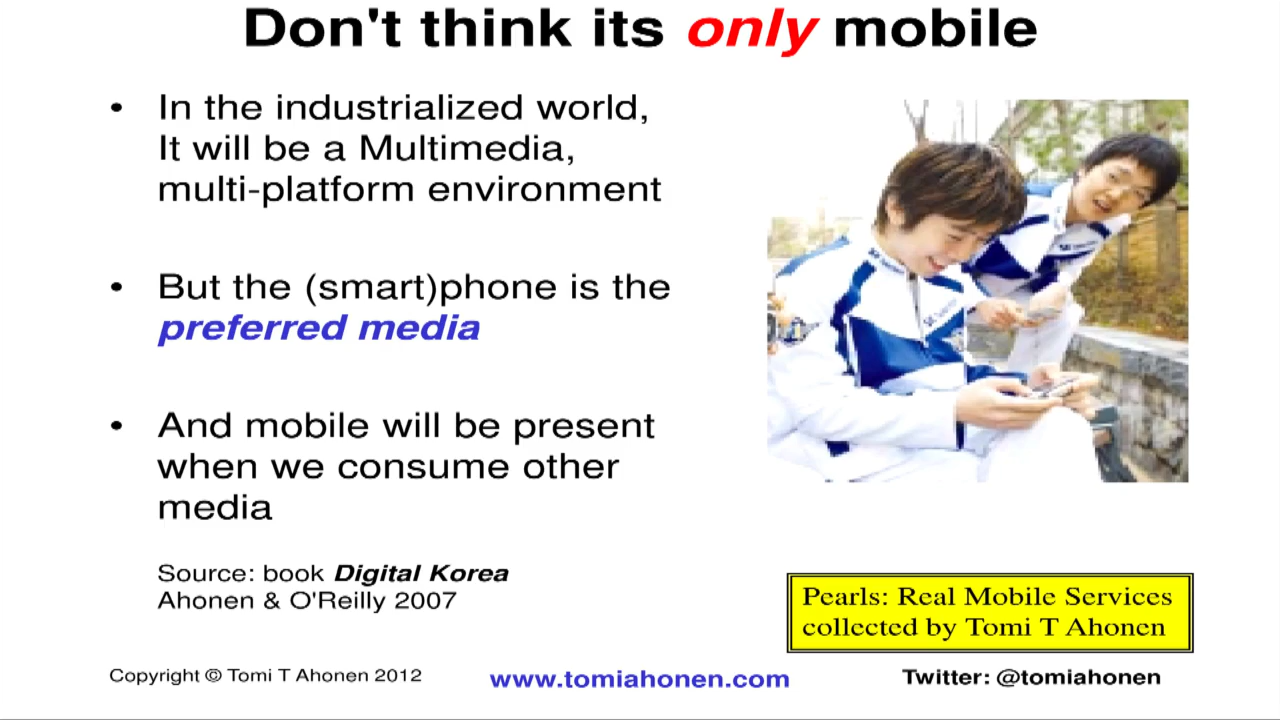 Don't think its only mobile
• In the industrialized world,
It will be a Multimedia,
multi-platform environment
• But the (smart)phone is the
preferred media
• And mobile will be present
when we consume other
media
Source: book Digital Korea
Ahonen & O'Reilly 2007
Pearls: Real Mobile Services
collected by Tomi T Ahonen
Copyright © Tomi T Ahonen 2012
www.tomiahonen.com
Twitter: @tomiahonen